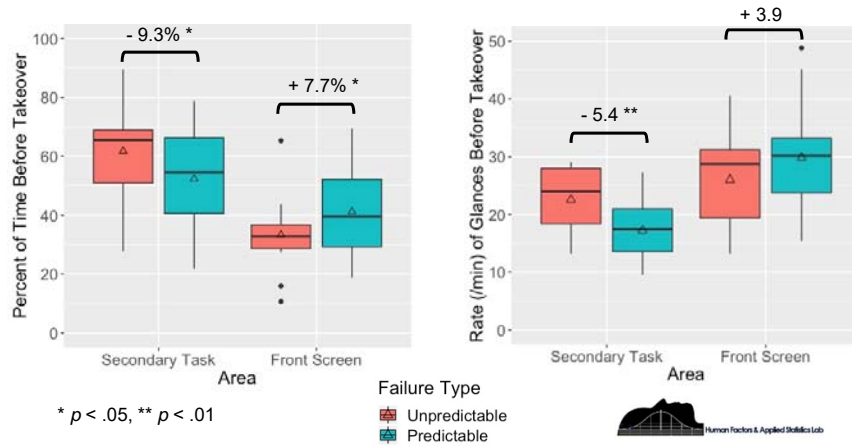 - 9.3% *
+ 7.7% *
Percent of Time Before Takeover
100
80
60
40
20
0
Secondary Task
Front Screen
Area
+ 3.9
- 5.4 **
Rate (/min) of Glances Before Takeover
50
40
30
20
10
0
Secondary Task
Front Screen
Area
* p < .05, ** p < .01
Failure Type
Unpredictable
Predictable
Human Factors & Applied Statistics Lab